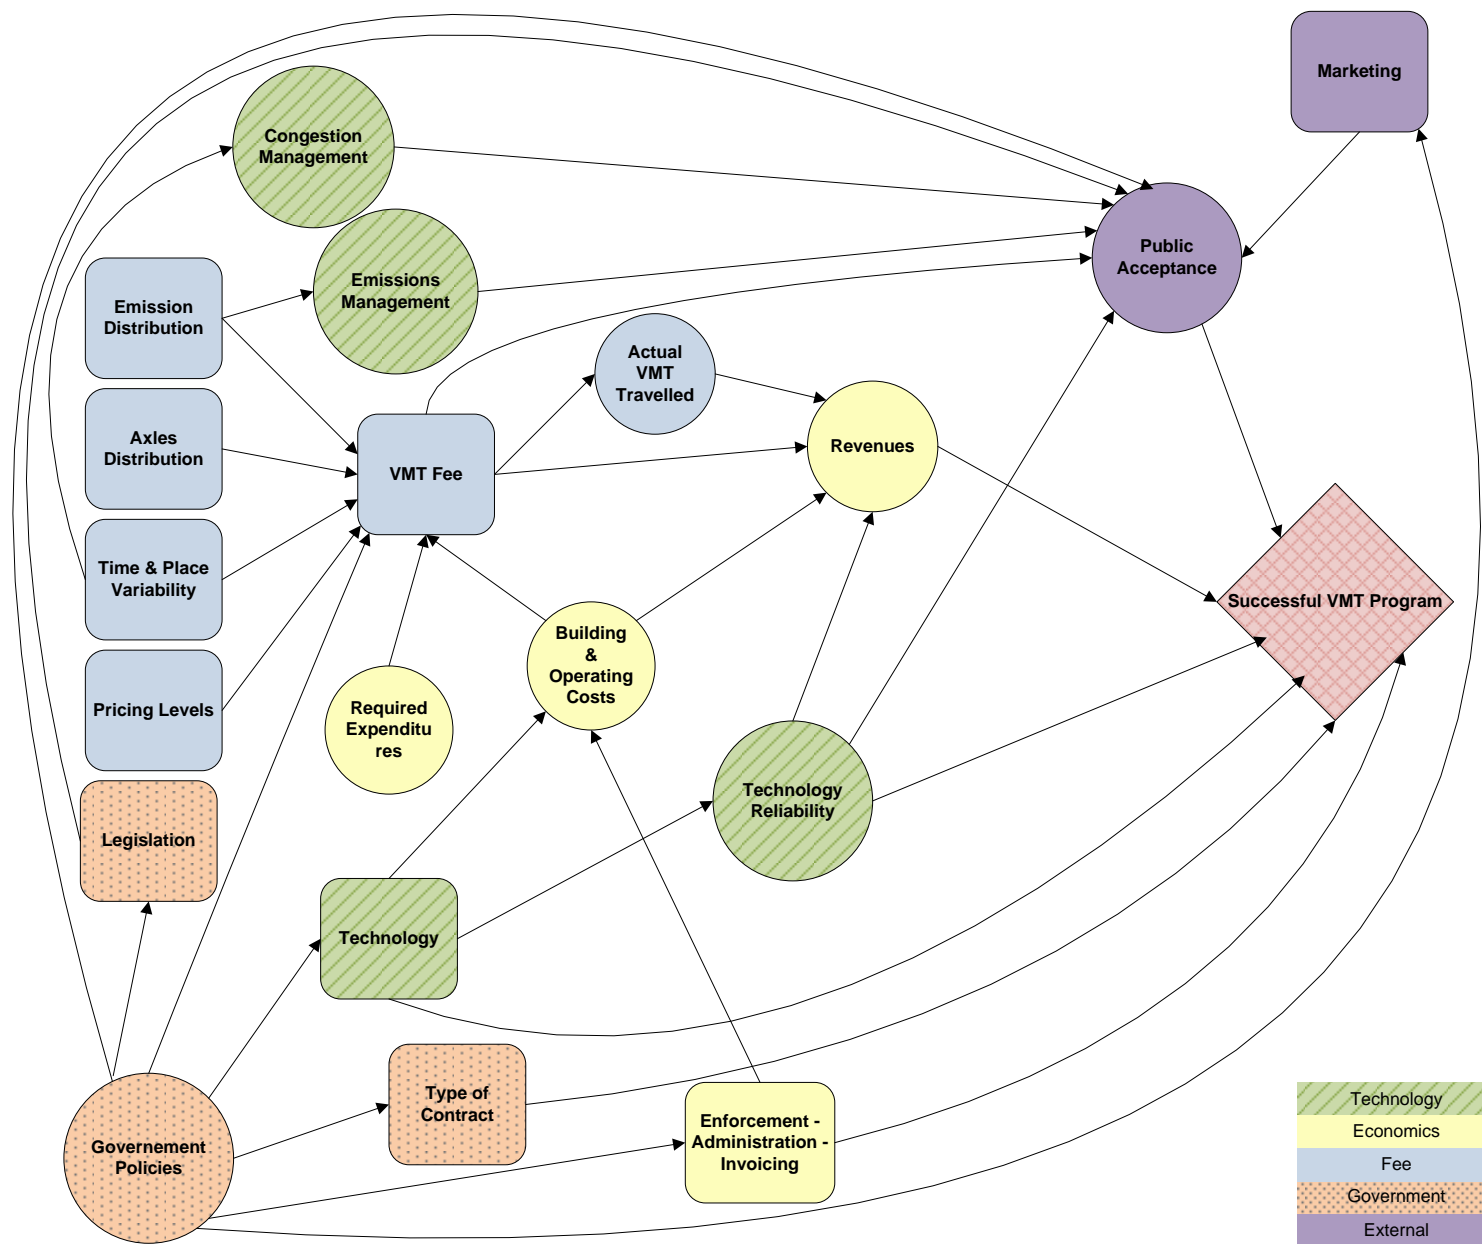 Marketing
Congestion
Management
Public
Acceptance
Emissions
Management
Emission
Distribution
Actual
VMT
Travelled
Axles
Distribution
VMT Fee
Revenues
Time & Place
Variability
Successful VMT Program
Building
&
Operating
Costs
Pricing Levels
Required
Expenditu
res
Technology
Reliability
Legislation
Technology
Type of
Contract
Governement
Policies
Enforcement -
Administration -
Invoicing
Technology
Economics
Fee
Government
External